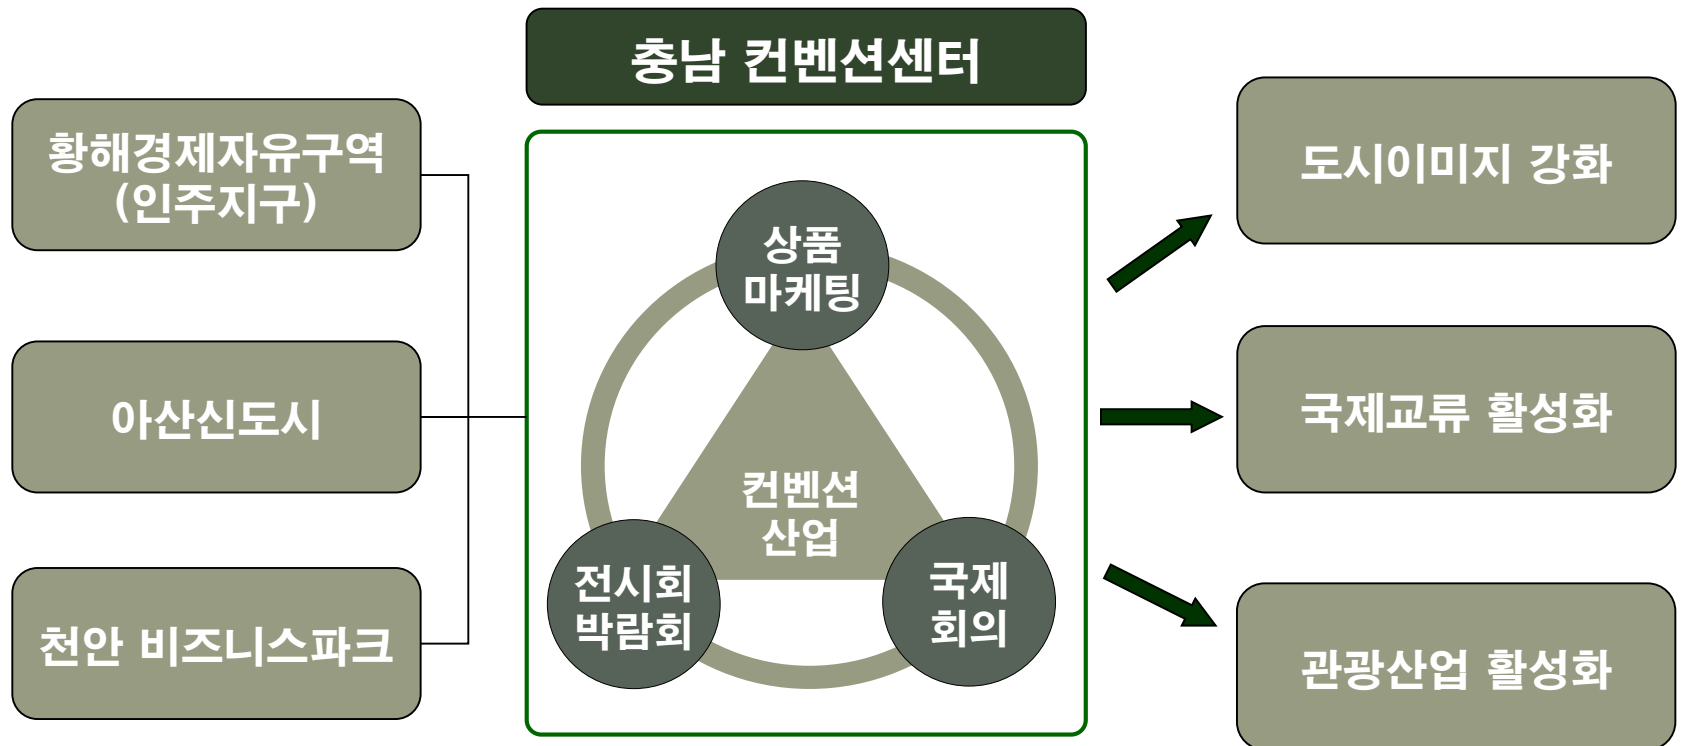 충남 컨벤션센터
황해경제자유구역
(인주지구)
아산신도시
천안 비즈니스파크
상품
마케팅
컨벤션
산업
전시회
박람회
국제
회의
도시이미지 강화
국제교류 활성화
관광산업 활성화